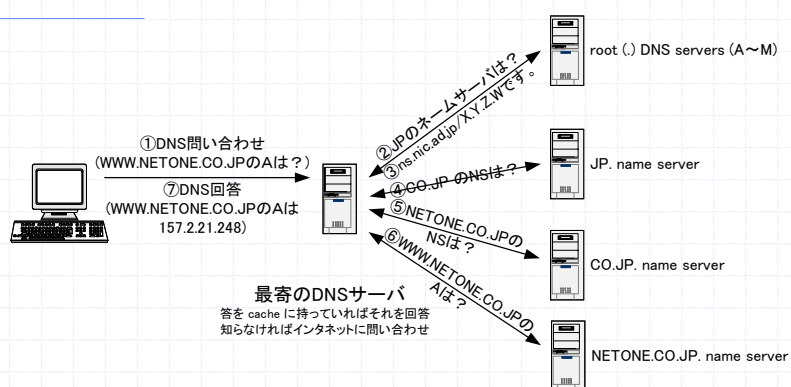 root (.) DNS servers (A～M)
②JPのネームサーバは？
③ns.nic.ad.jp/X.Y.Z.Wです。
①DNS問い合わせ
(WWW.NETONE.CO.JPのAは？)
⑦DNS回答
(WWW.NETONE.CO.JPのAは
157.2.21.248)
④CO.JP のNSは？
JP. name server
⑤NETONE.CO.JPの
NSは？
CO.JP. name server
⑥WWW.NETONE.CO.JPの
Aは？
最寄のDNSサーバ
答を cache に持っていればそれを回答
知らなければインタネットに問い合わせ
NETONE.CO.JP. name server